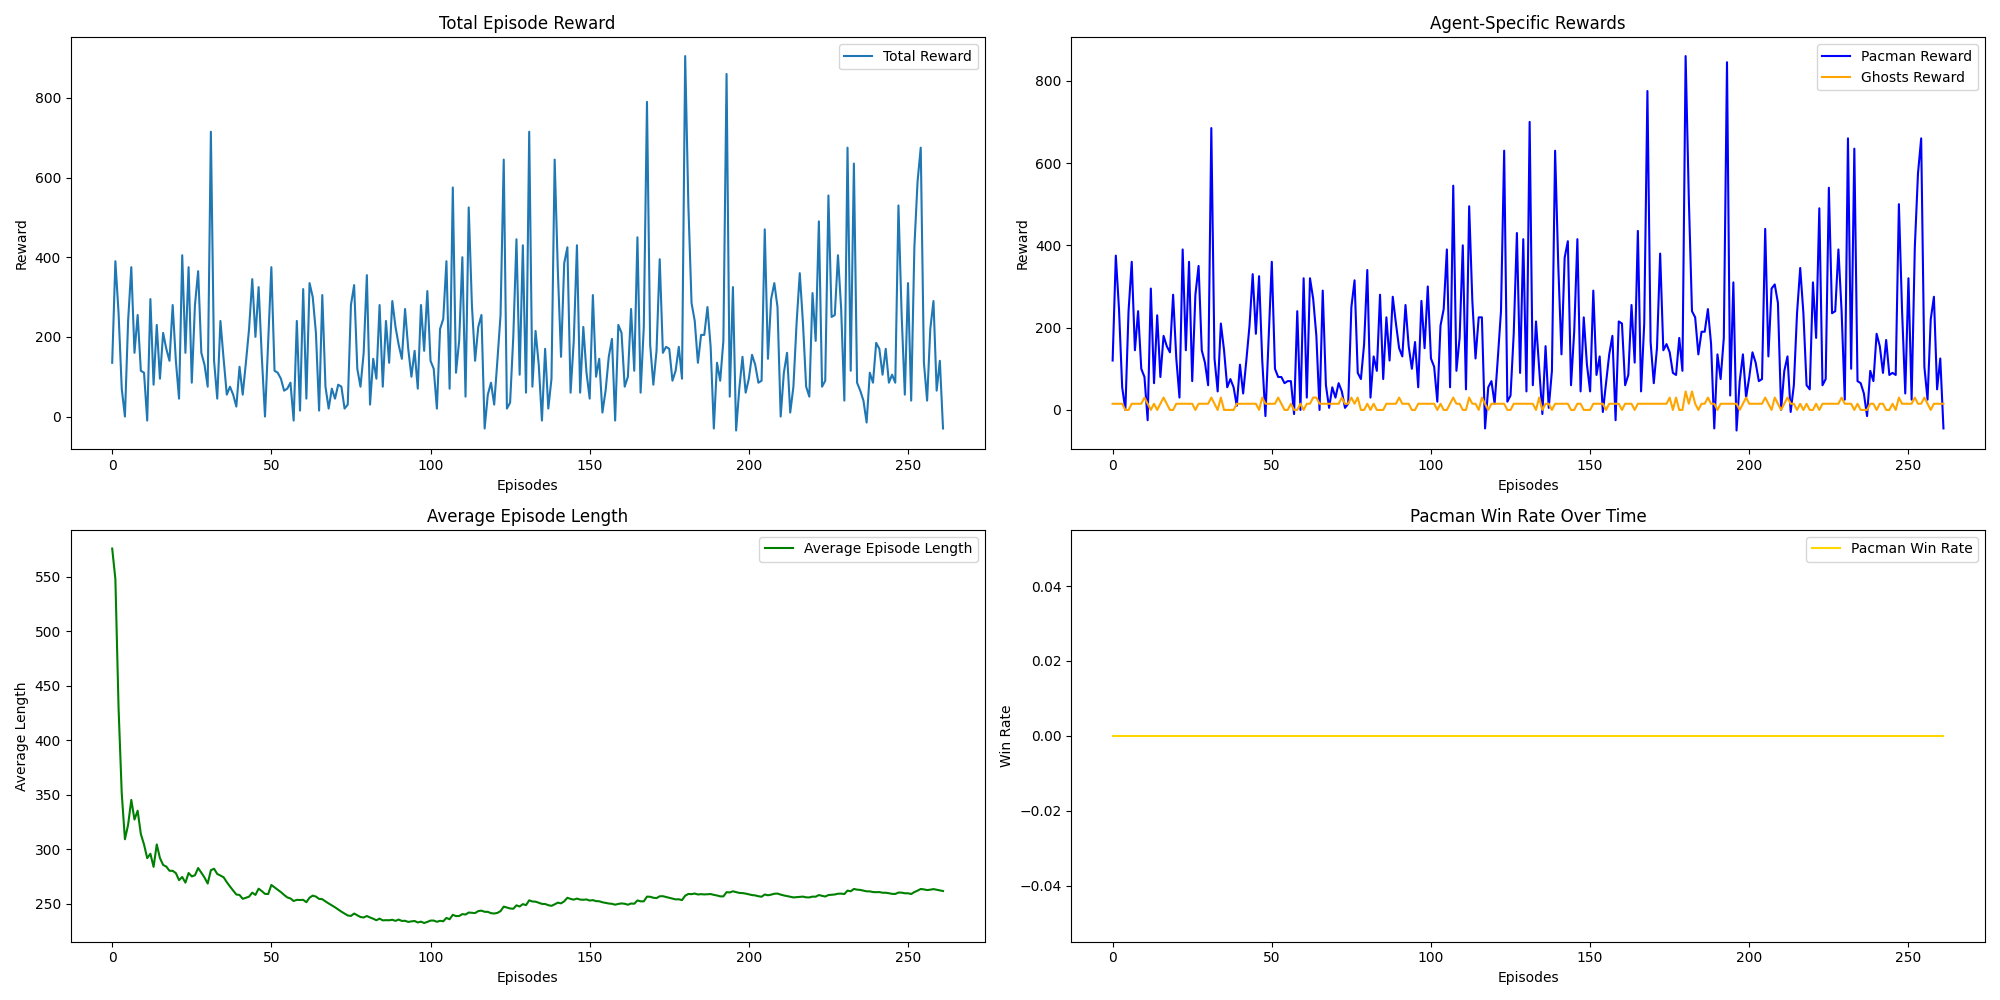 Total Episode Reward
Total Reward
Reward
800
600
400
200
0
0 50 100 150 200 250
Episodes
Agent-Specific Rewards
Pacman Reward
Ghosts Reward
Reward
800
600
400
200
0
0 50 100 150 200 250
Episodes
Average Episode Length
Average Episode Length
Average Length
550
500
450
400
350
300
250
0 50 100 150 200 250
Episodes
Pacman Win Rate Over Time
Pacman Win Rate
Win Rate
0.04
0.02
0.00
−0.02
−0.04
0 50 100 150 200 250
Episodes